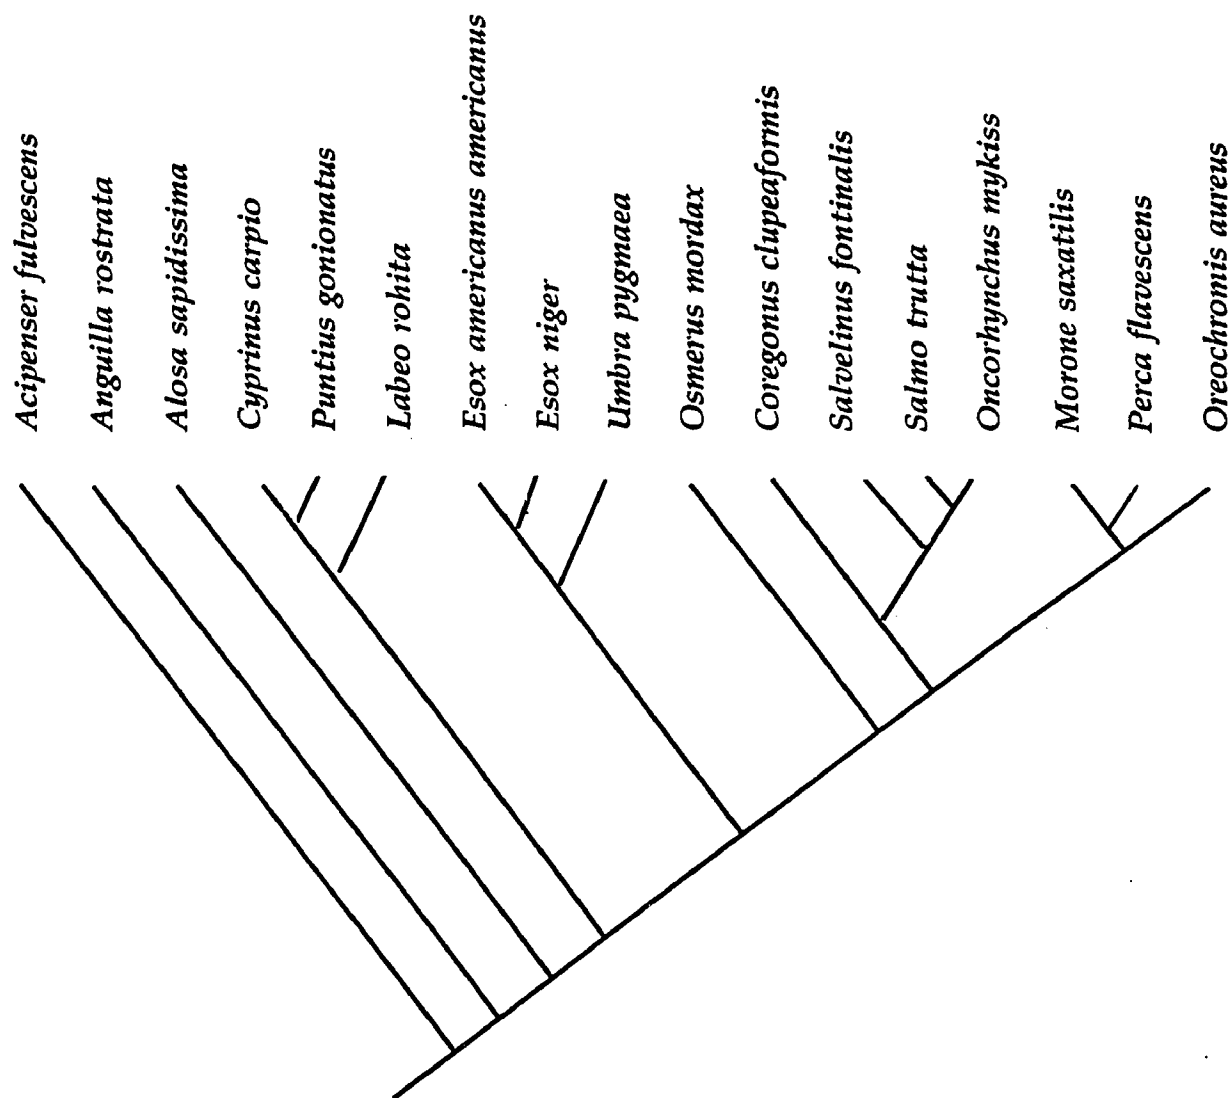 Acipenser fulvescens
Anguilla rostrata
Alosa sapidissima
Cyprinus carpio
Puntius gonionatus
Labeo rohita
Esox americanus americanus
Esox niger
Umbra pygmaea
Osmerus mordax
Coregonus clupeaformis
Salvelinus fontinalis
Salmo trutta
Oncorhynchus mykiss
Morone saxatilis
Perca flavescens
Oreochromis aureus